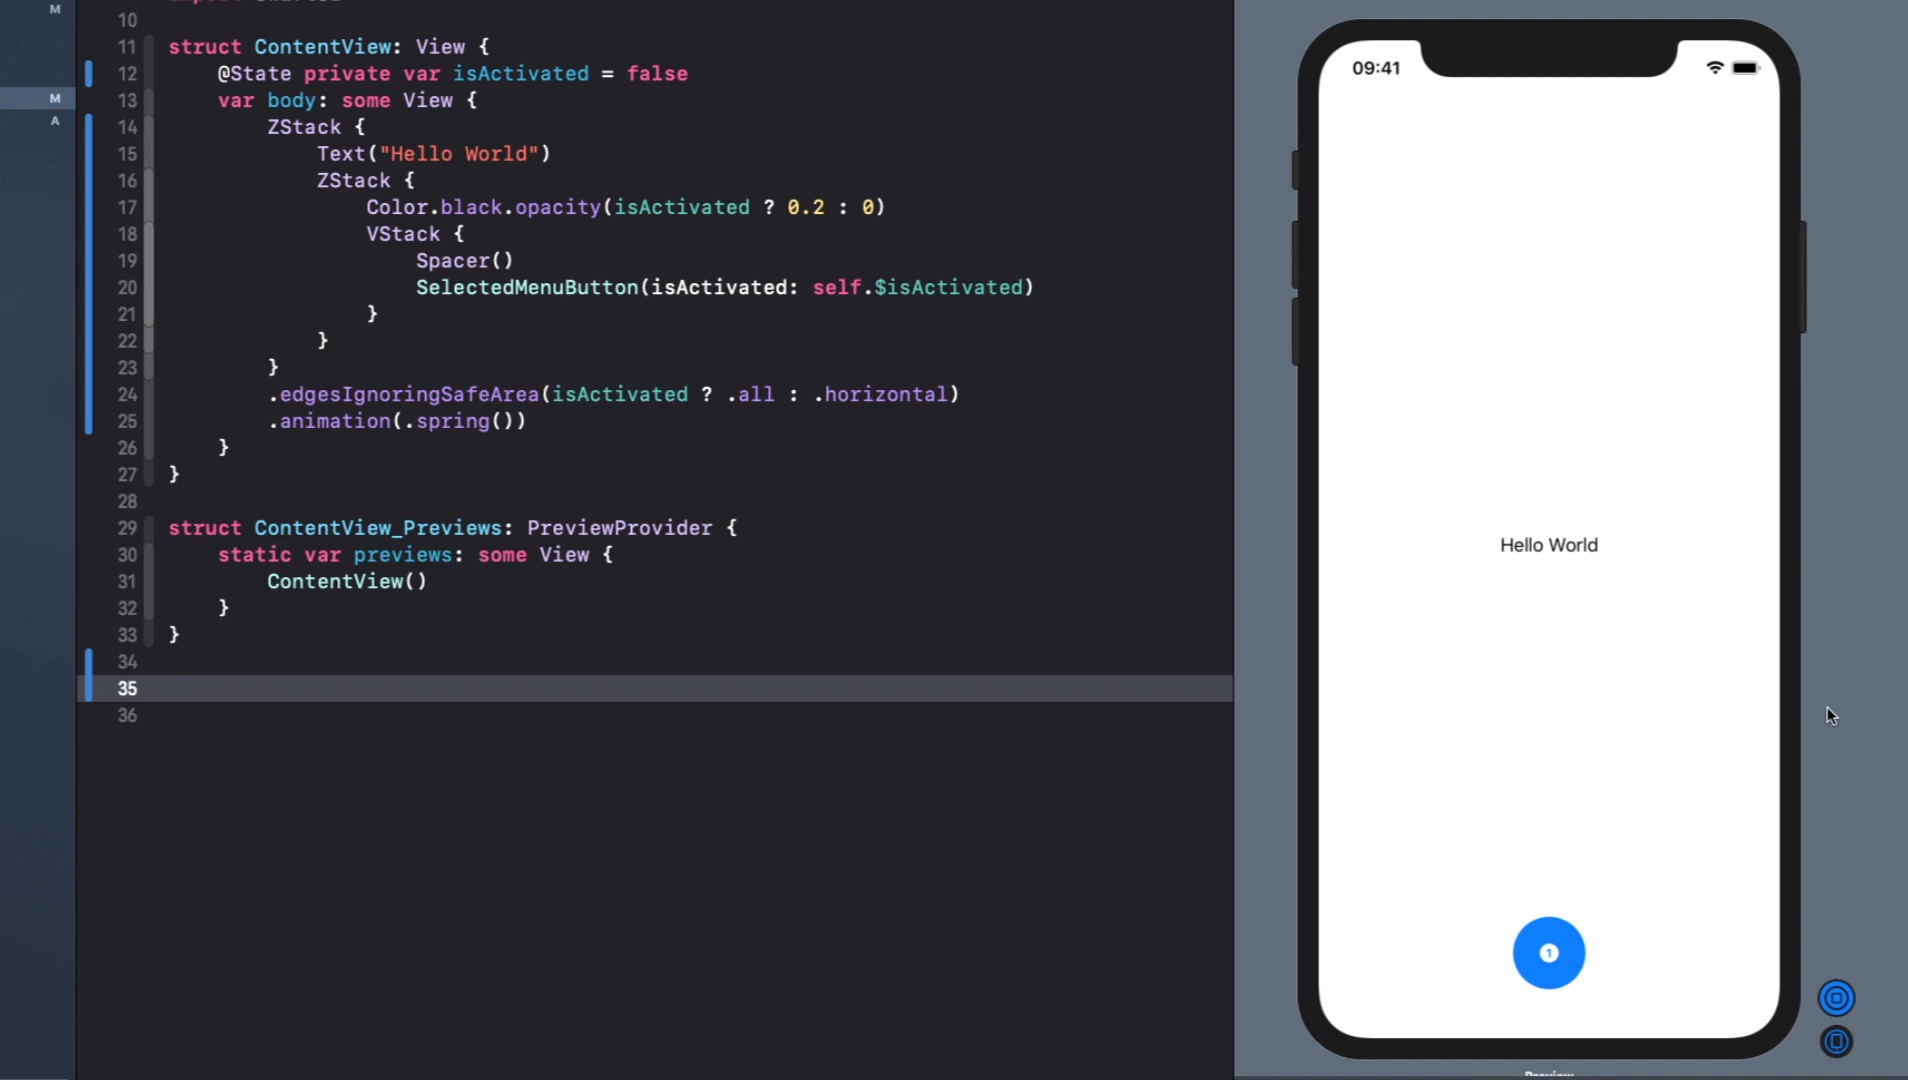 M
M
A
10
11 struct ContentView: View {
12 @State private var isActivated = false
13 var body: some View {
14 ZStack {
15 Text("Hello World")
16 ZStack {
17 Color.black.opacity(isActivated ? 0.2 : 0)
18 VStack {
19 Spacer()
20 SelectedMenuButton(isActivated: self.$isActivated)
21 }
22 }
23 }
24 .edgesIgnoringSafeArea(isActivated ? .all : .horizontal)
25 .animation(.spring())
26 }
27 }
28
29 struct ContentView_Previews: PreviewProvider {
30 static var previews: some View {
31 ContentView()
32 }
33 }
34
35
36
09:41
Hello World
1